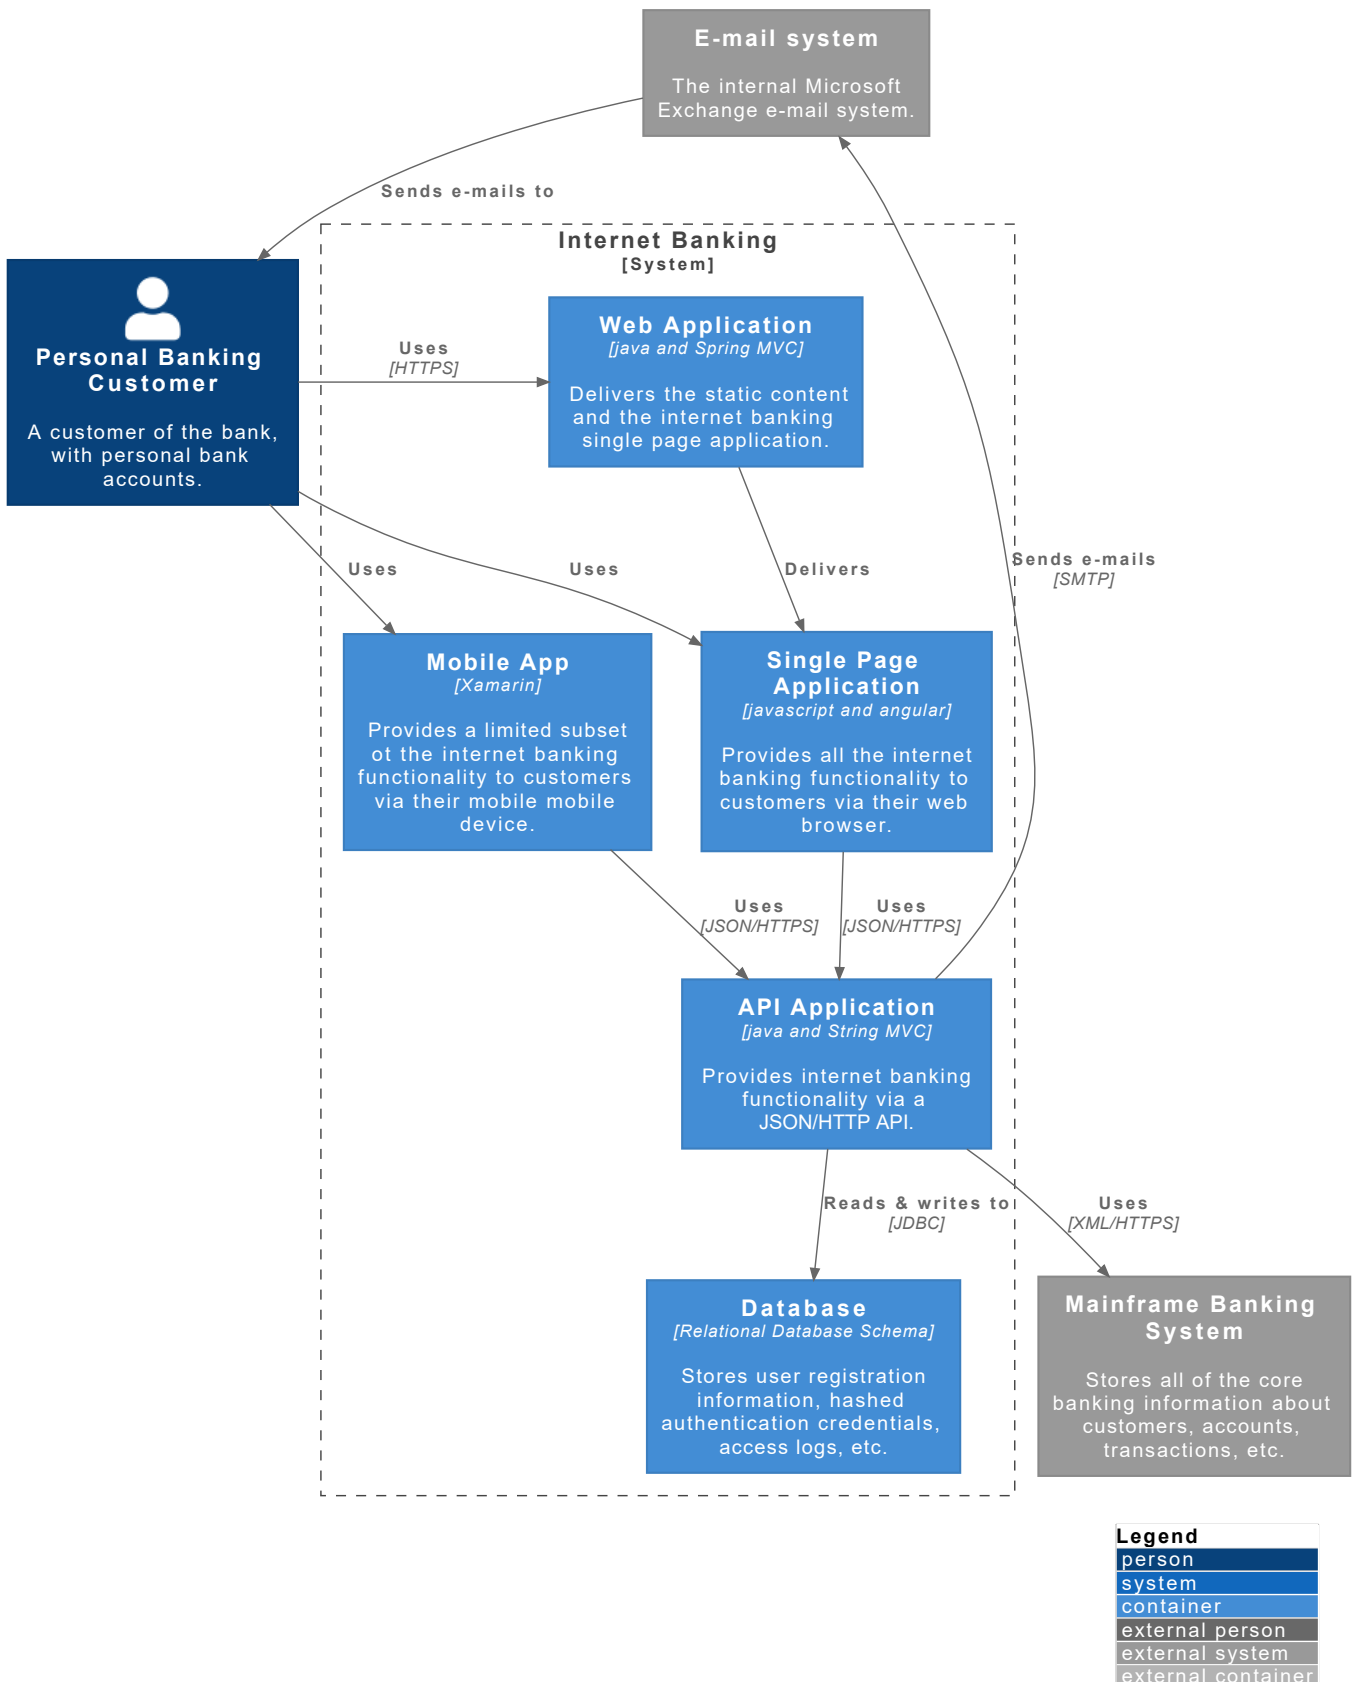 E-mail system
The internal Microsoft
Exchange e-mail system.
Sends e-mails to
Internet Banking
[System]
Personal Banking
Customer
A customer of the bank,
with personal bank
accounts.
Uses
[HTTPS]
Web Application
[java and Spring MVC]
Delivers the static content
and the internet banking
single page application.
Uses
Uses
Delivers
Sends e-mails
[SMTP]
Mobile App
[Xamarin]
Provides a limited subset
ot the internet banking
functionality to customers
via their mobile mobile
device.
Single Page
Application
[javascript and angular]
Provides all the internet
banking functionality to
customers via their web
browser.
Uses
[JSON/HTTPS]
Uses
[JSON/HTTPS]
API Application
[java and String MVC]
Provides internet banking
functionality via a
JSON/HTTP API.
Reads & writes to
[JDBC]
Uses
[XML/HTTPS]
Database
[Relational Database Schema]
Stores user registration
information, hashed
authentication credentials,
access logs, etc.
Mainframe Banking
System
Stores all of the core
banking information about
customers, accounts,
transactions, etc.
Legend
person
system
container
external person
external system
external container